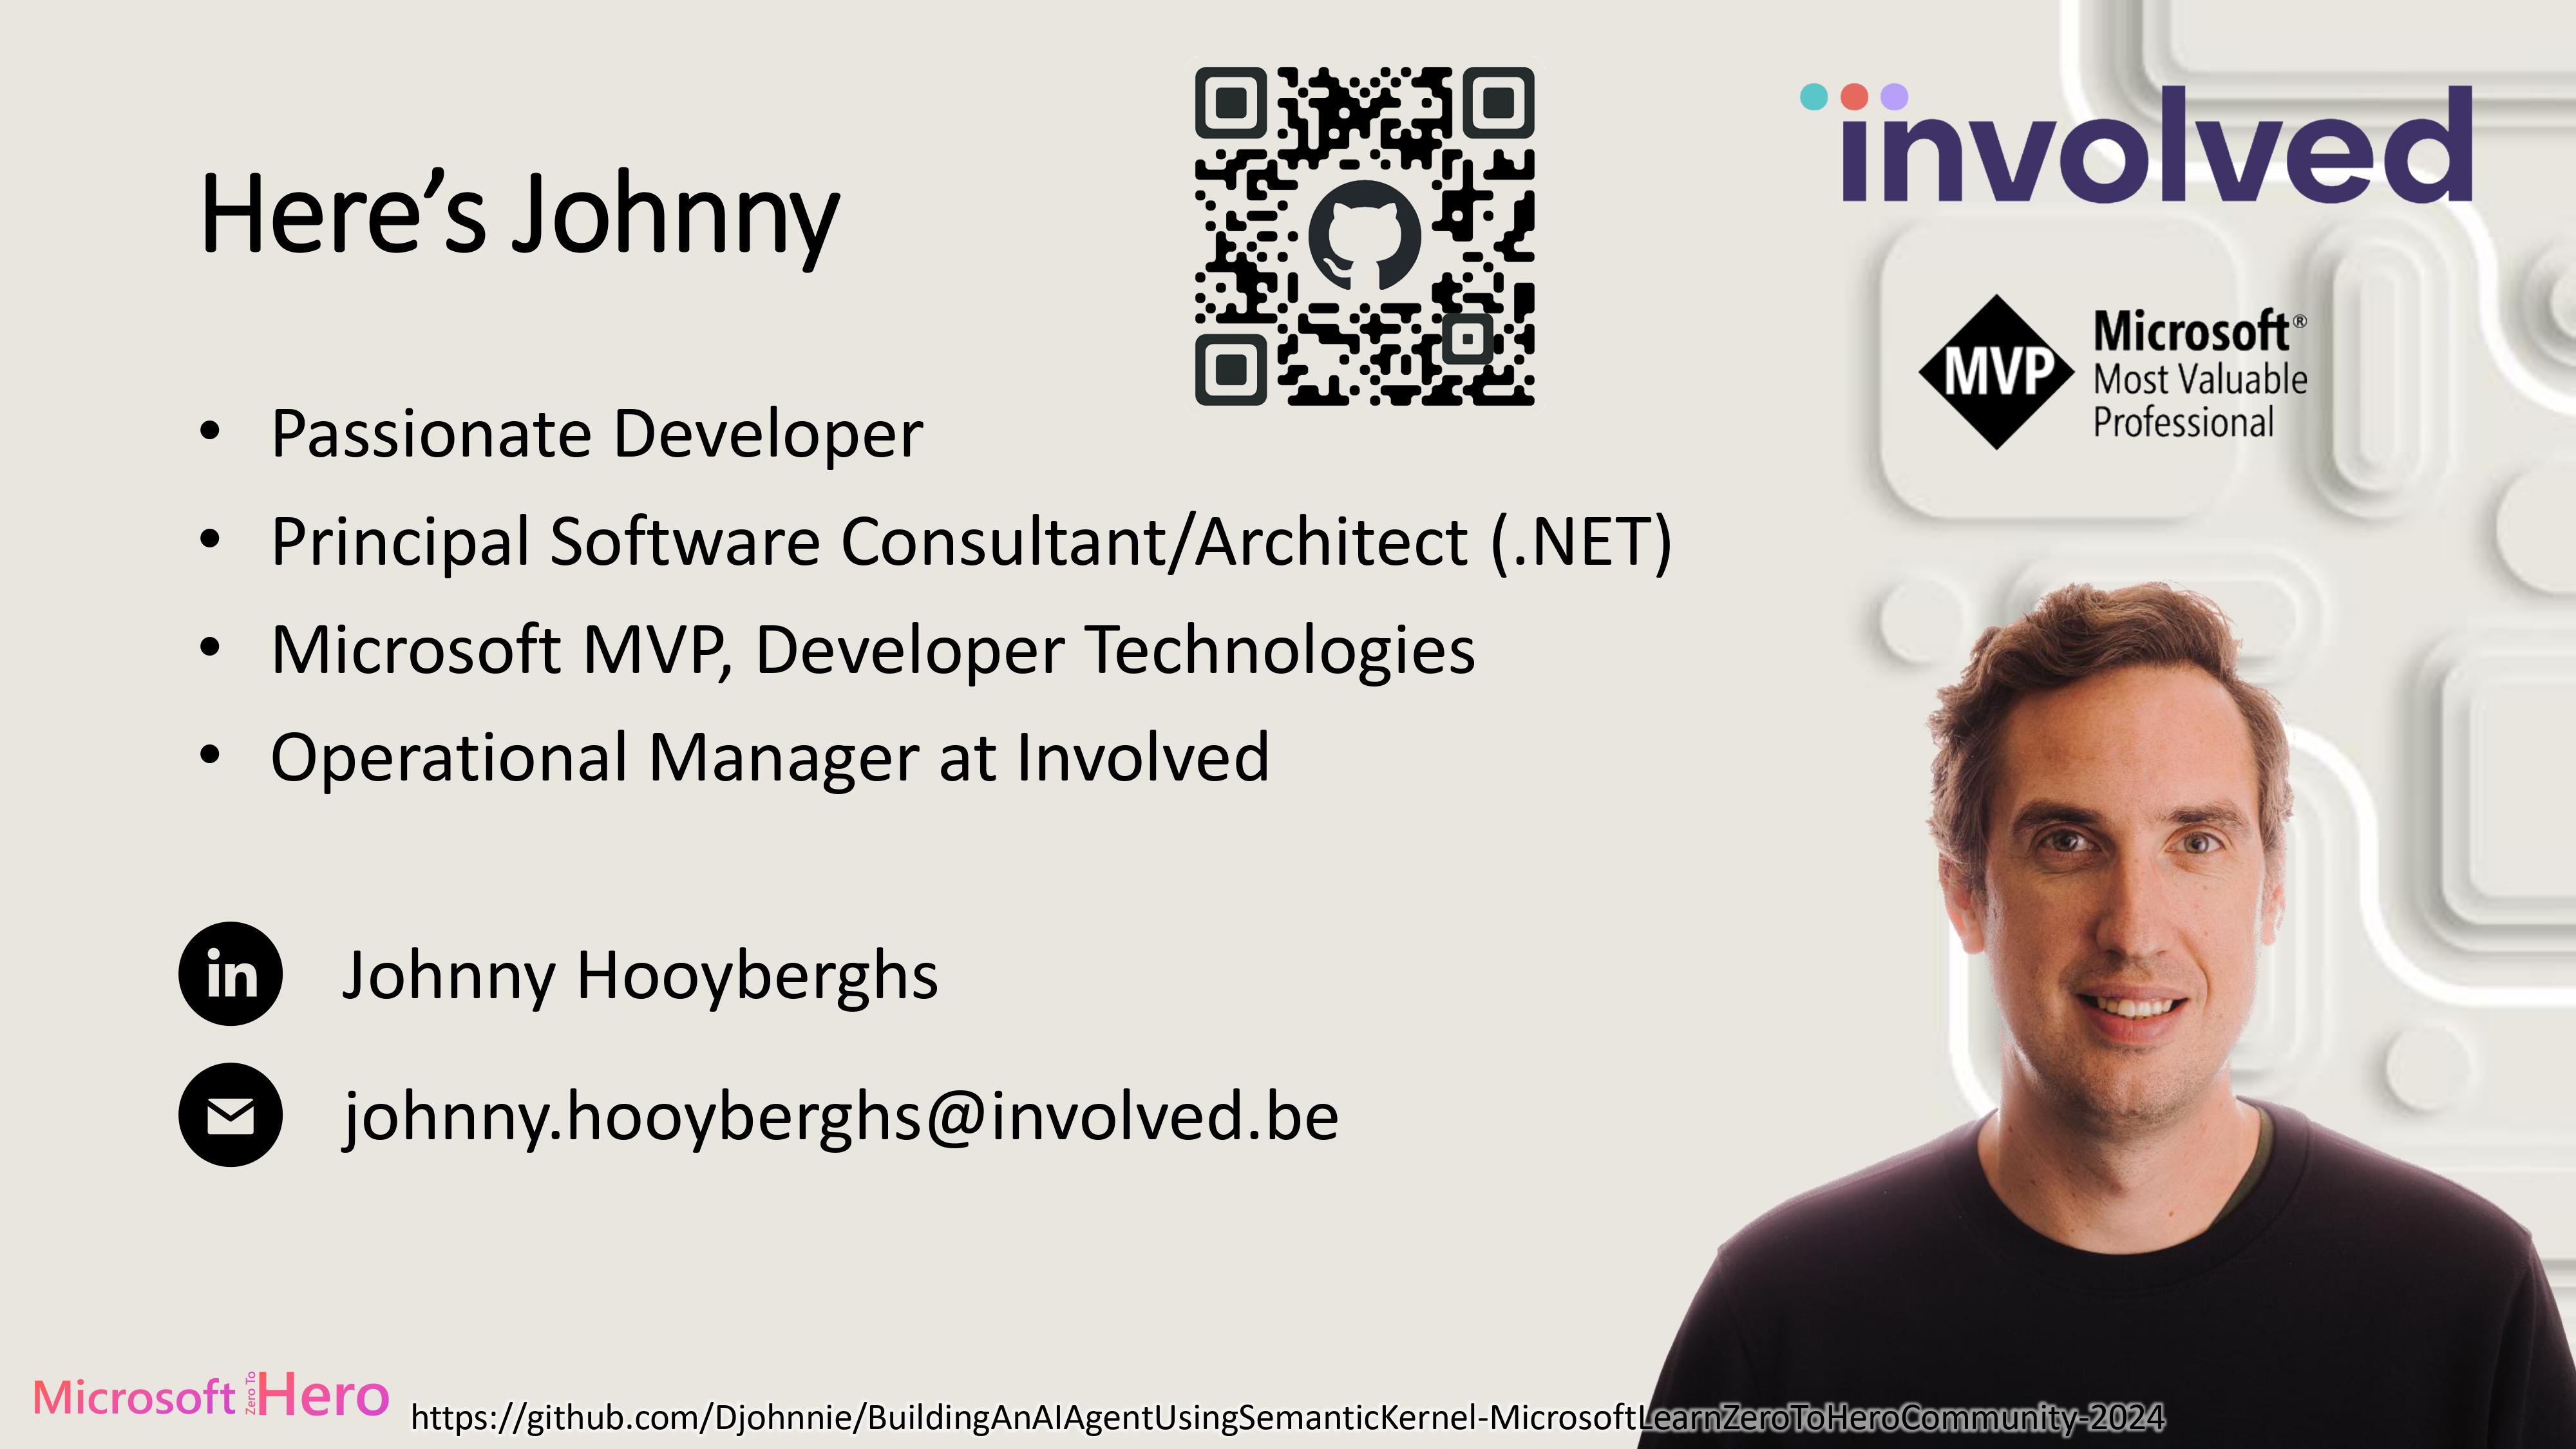 Here’s Johnny
involved
MVP
Microsoft®
Most Valuable
Professional
• Passionate Developer
• Principal Software Consultant/Architect (.NET)
• Microsoft MVP, Developer Technologies
• Operational Manager at Involved
in
Johnny Hooyberghs
johnny.hooyberghs@involved.be
Microsoft Zero To Hero
https://github.com/Djohnnie/BuildingAnAIAgentUsingSemanticKernel-MicrosoftLearnZeroToHeroCommunity-2024